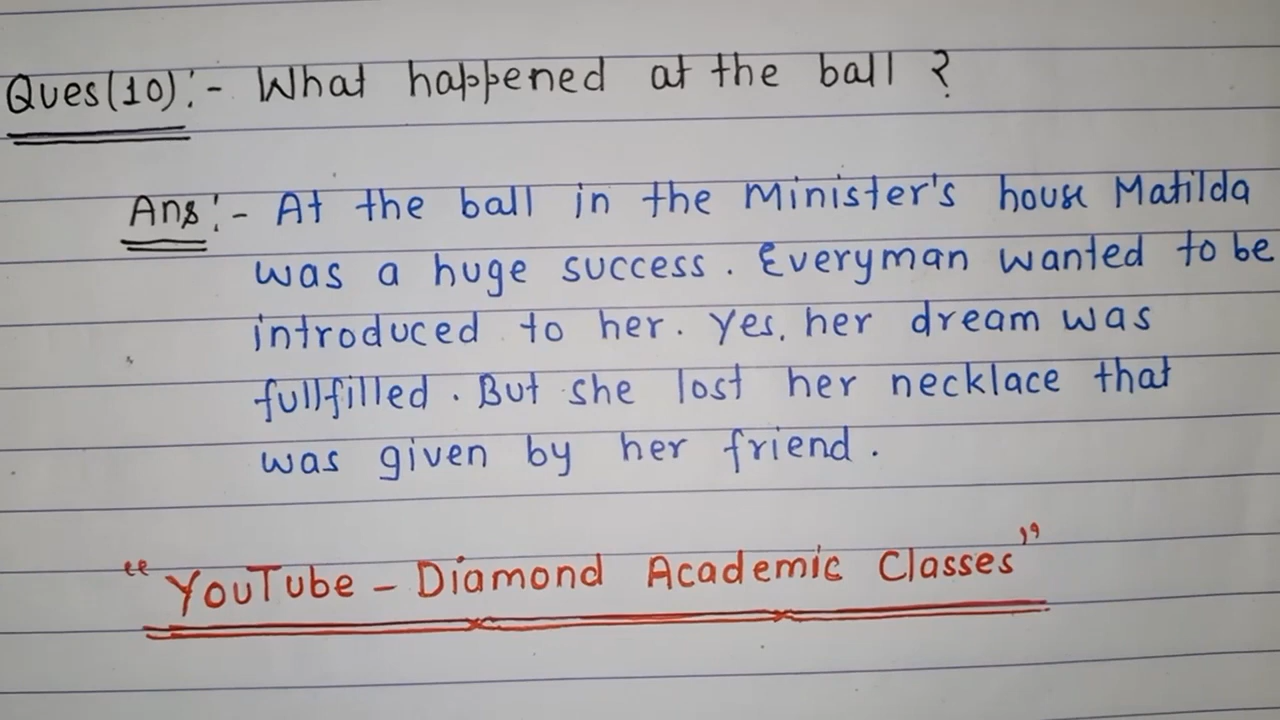 Ques(10):- What happened at the ball ?
Ans:- At the ball in the Minister's house Matilda
was a huge success. Everyman wanted to be
introduced to her. Yes, her dream was
fullfilled. But she lost her necklace that
was given by her friend.
"YouTube - Diamond Academic Classes"